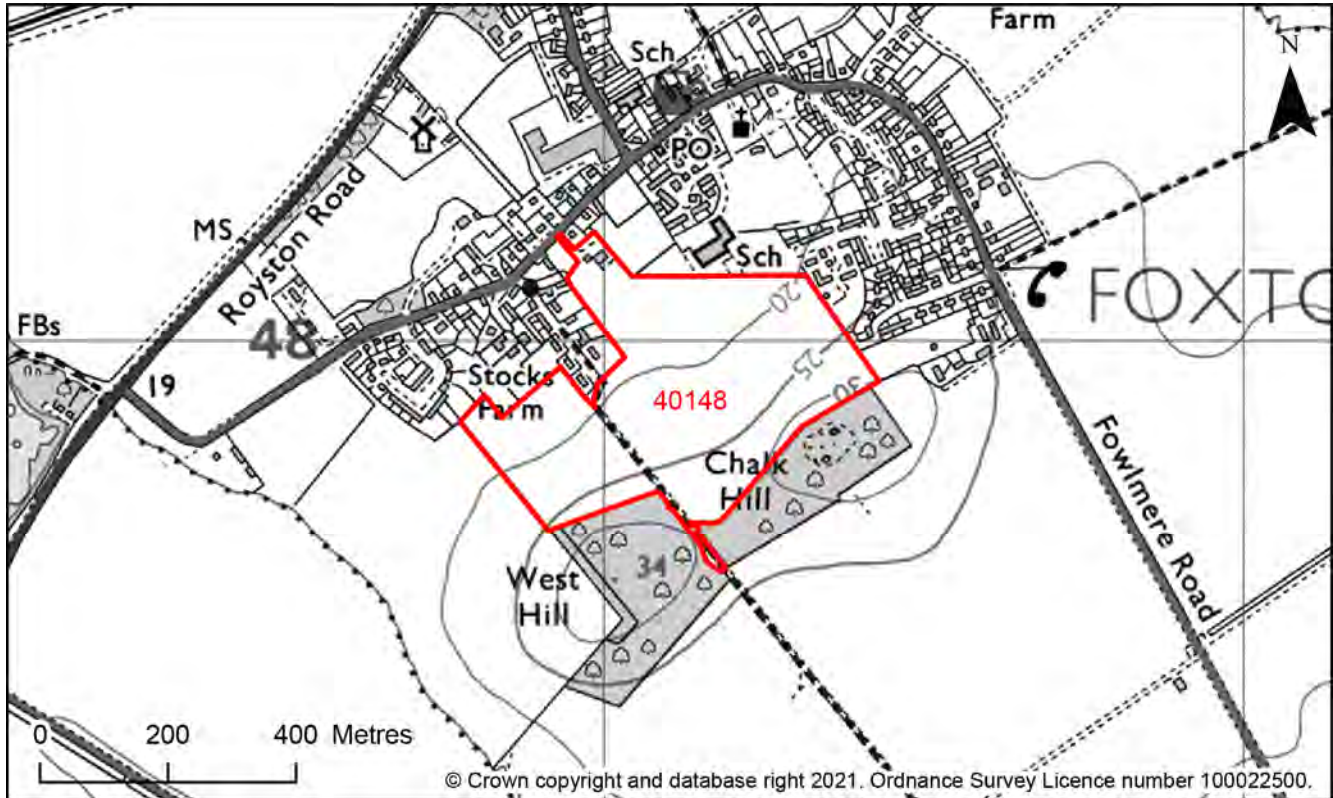 Farm
Sch
N
PO
MS
Royston Road
Sch
20
FOXTO
FBs
48
25
19
Stocks
Farm
40148
30
Chalk
Hill
Fowlmere Road
34
West
Hill
0 200 400 Metres
© Crown copyright and database right 2021. Ordnance Survey Licence number 100022500.